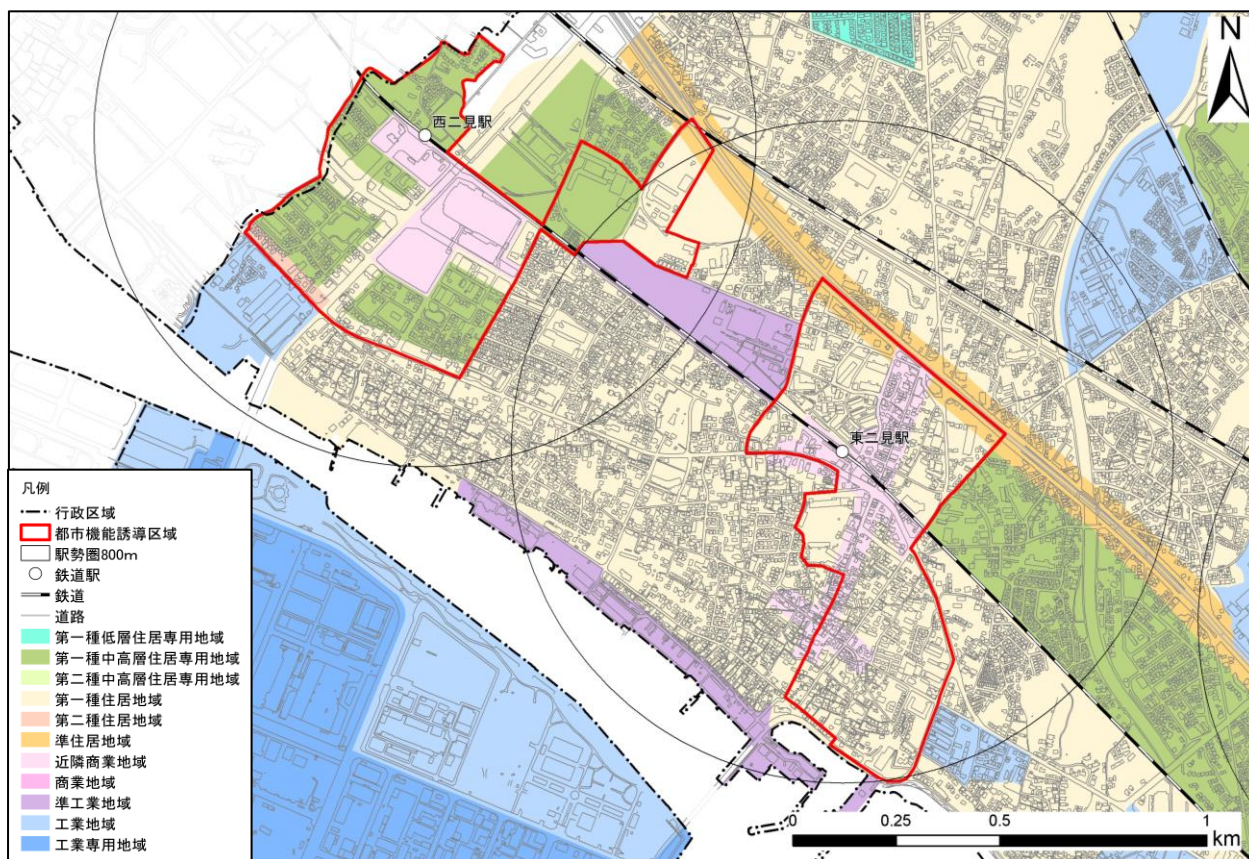 N
西二見駅
東二見駅
凡例
行政区域
都市機能誘導区域
駅勢圏800m
鉄道駅
鉄道
道路
第一種低層住居専用地域
第一種中高層住居専用地域
第二種中高層住居専用地域
第一種住居地域
第二種住居地域
準住居地域
近隣商業地域
商業地域
準工業地域
工業地域
工業専用地域
0 0.25 0.5 1
km